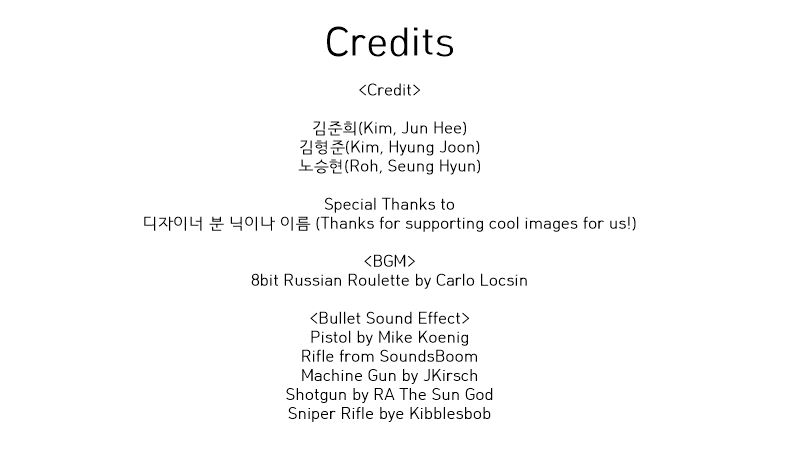 Credits
<Credit>
김준희(Kim, Jun Hee)
김형준(Kim, Hyung Joon)
노승현(Roh, Seung Hyun)
Special Thanks to
디자이너 분 닉이나 이름 (Thanks for supporting cool images for us!)
<BGM>
8bit Russian Roulette by Carlo Locsin
<Bullet Sound Effect>
Pistol by Mike Koenig
Rifle from SoundsBoom
Machine Gun by JKirsch
Shotgun by RA The Sun God
Sniper Rifle bye Kibblesbob